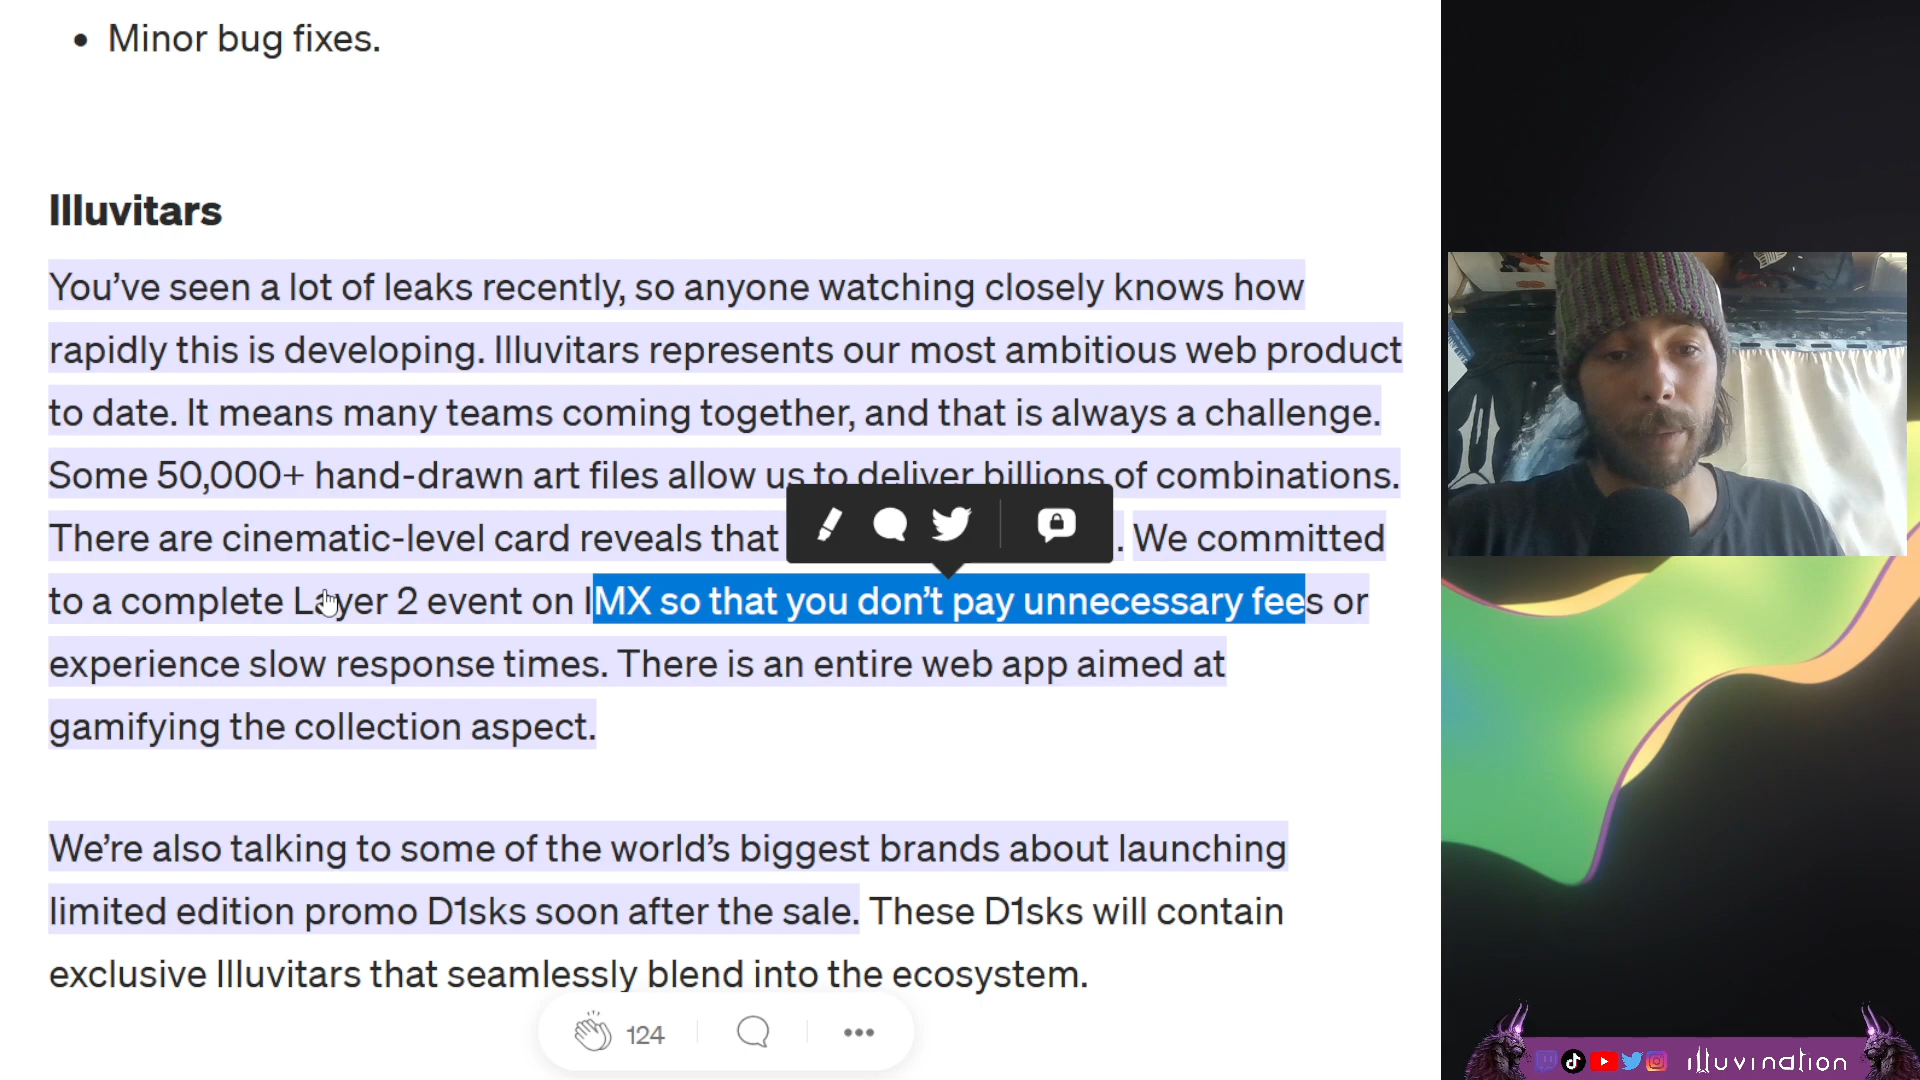 • Minor bug fixes.
Illuvitars
You’ve seen a lot of leaks recently, so anyone watching closely knows how
rapidly this is developing. Illuvitars represents our most ambitious web product
to date. It means many teams coming together, and that is always a challenge.
Some 50,000+ hand-drawn art files allow us to deliver billions of combinations.
There are cinematic-level card reveals that . We committed
to a complete Layer 2 event on IMX so that you don’t pay unnecessary fees or
experience slow response times. There is an entire web app aimed at
gamifying the collection aspect.
We’re also talking to some of the world’s biggest brands about launching
limited edition promo D1sks soon after the sale. These D1sks will contain
exclusive Illuvitars that seamlessly blend into the ecosystem.
124
illuvination